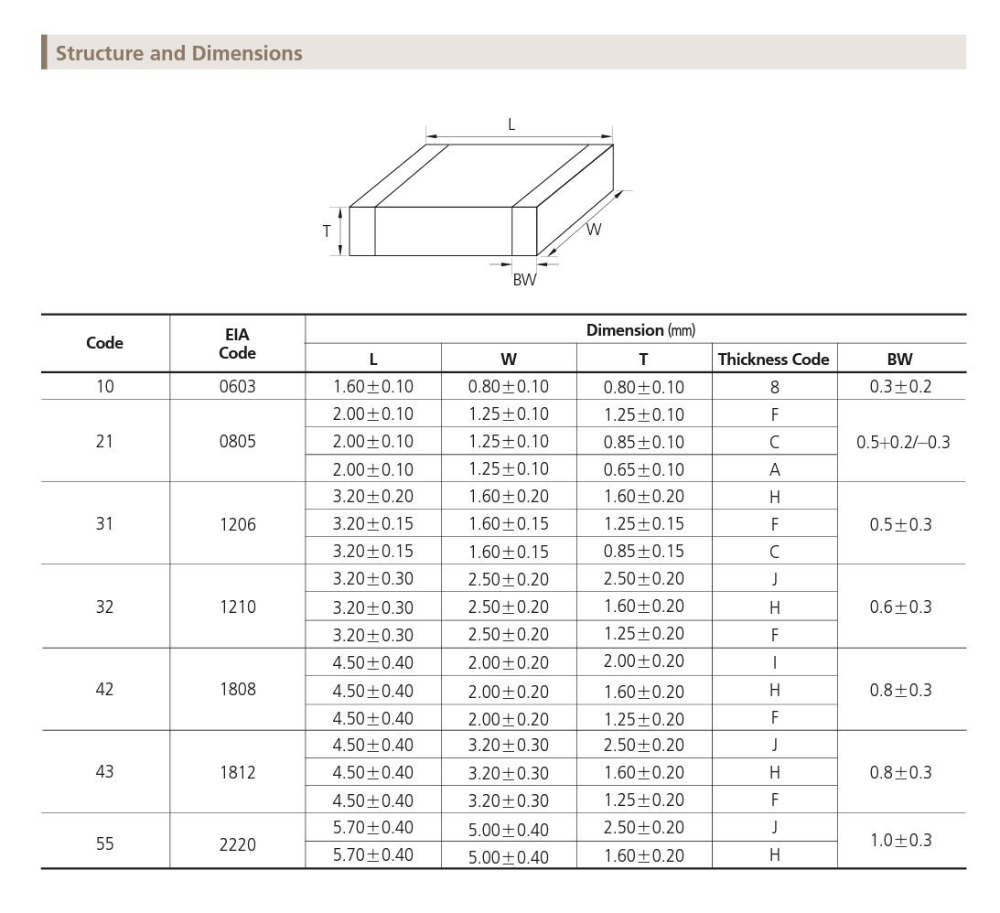 Structure and Dimensions
L
T
W
BW
Code EIA Code Dimension (mm)
L W T Thickness Code BW
10 0603 1.60±0.10 0.80±0.10 0.80±0.10 8 0.3±0.2
21 0805 2.00±0.10 1.25±0.10 1.25±0.10 F 0.5+0.2/−0.3
2.00±0.10 1.25±0.10 0.85±0.10 C
2.00±0.10 1.25±0.10 0.65±0.10 A
31 1206 3.20±0.20 1.60±0.20 1.60±0.20 H 0.5±0.3
3.20±0.15 1.60±0.15 1.25±0.15 F
3.20±0.15 1.60±0.15 0.85±0.15 C
32 1210 3.20±0.30 2.50±0.20 2.50±0.20 J 0.6±0.3
3.20±0.30 2.50±0.20 1.60±0.20 H
3.20±0.30 2.50±0.20 1.25±0.20 F
42 1808 4.50±0.40 2.00±0.20 2.00±0.20 I 0.8±0.3
4.50±0.40 2.00±0.20 1.60±0.20 H
4.50±0.40 2.00±0.20 1.25±0.20 F
43 1812 4.50±0.40 3.20±0.30 2.50±0.20 J 0.8±0.3
4.50±0.40 3.20±0.30 1.60±0.20 H
4.50±0.40 3.20±0.30 1.25±0.20 F
55 2220 5.70±0.40 5.00±0.40 2.50±0.20 J 1.0±0.3
5.70±0.40 5.00±0.40 1.60±0.20 H